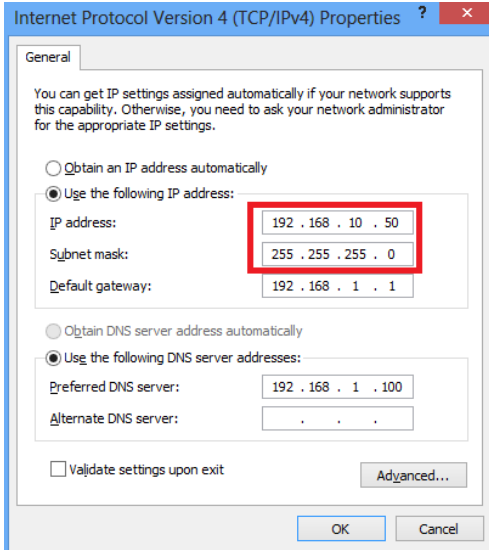 Internet Protocol Version 4 (TCP/IPv4) Properties ? ×
General
You can get IP settings assigned automatically if your network supports
this capability. Otherwise, you need to ask your network administrator
for the appropriate IP settings.
Obtain an IP address automatically
Use the following IP address:
IP address: 192 . 168 . 10 . 50
Subnet mask: 255 . 255 . 255 . 0
Default gateway: 192 . 168 . 1 . 1
Obtain DNS server address automatically
Use the following DNS server addresses:
Preferred DNS server: 192 . 168 . 1 . 100
Alternate DNS server: . . .
Validate settings upon exit
Advanced...
OK Cancel